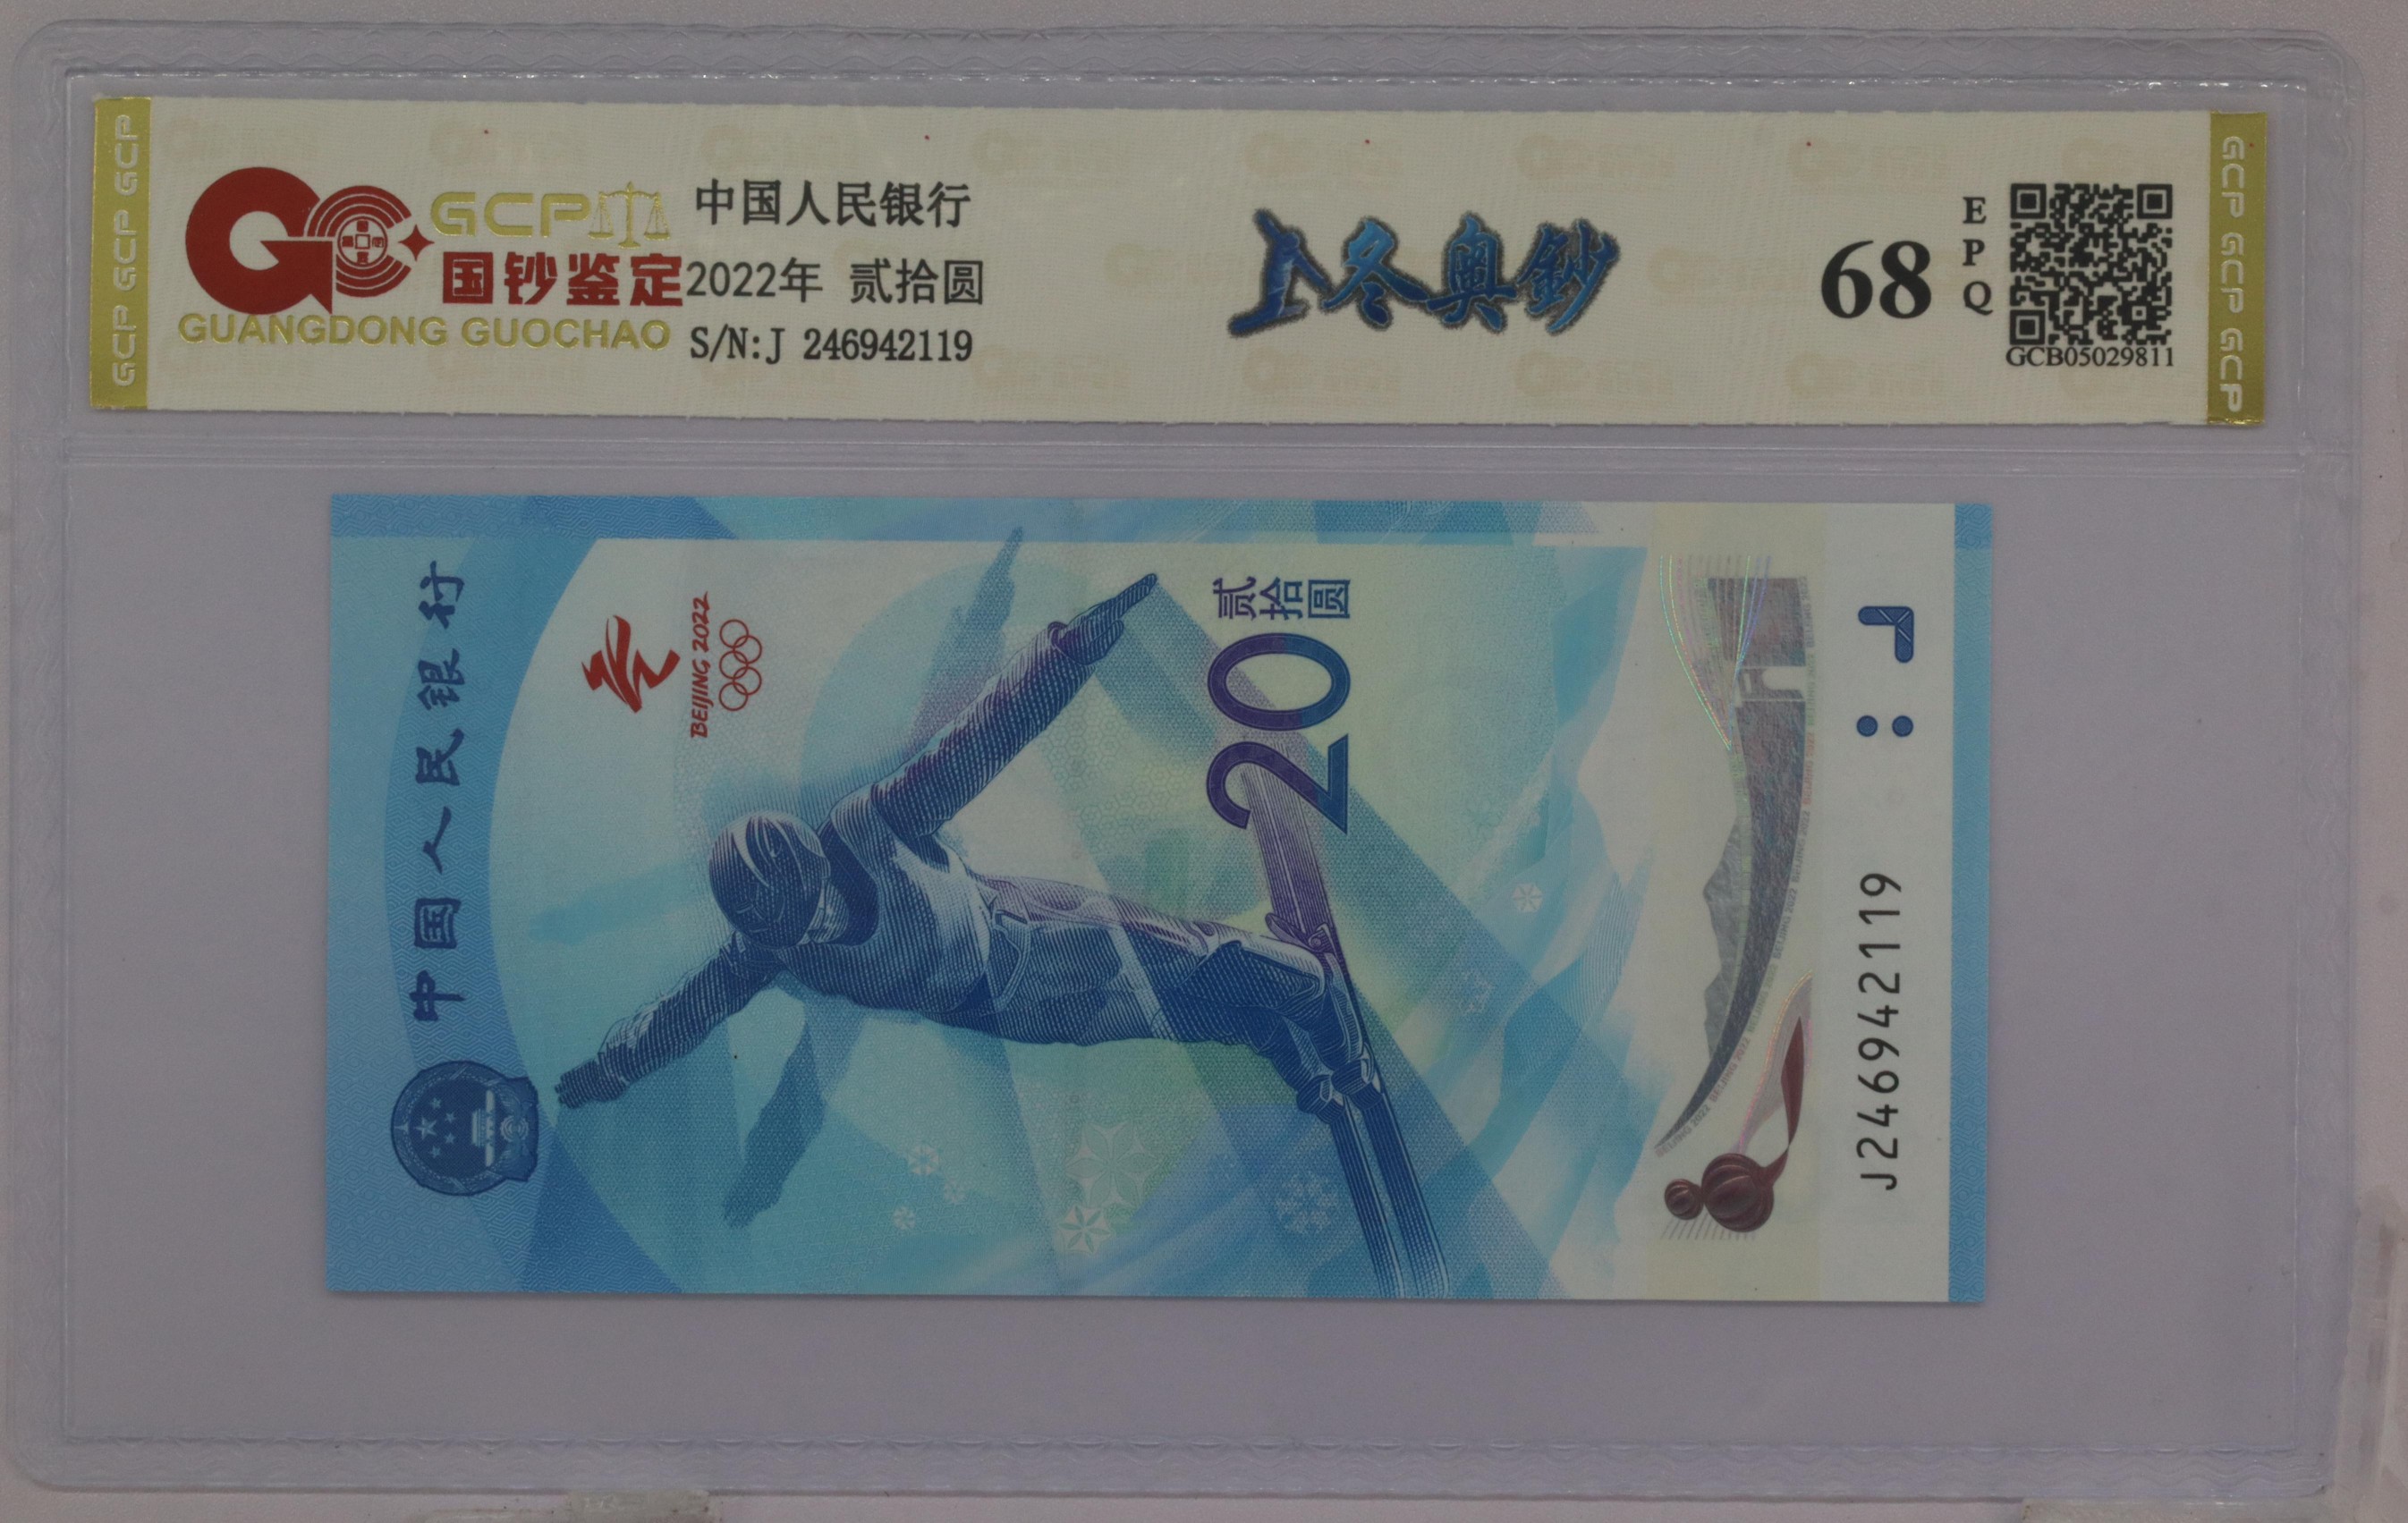 GCP GCP GCP
GCP
国钞鉴定
GUANGDONG GUOCHAO
中国人民银行
2022年 贰拾圆
S/N:J 246942119
冬奥鈔
68
EPQ
GCB05029811
GCP GCP GCP
中国人民银行
BEIJING 2022
贰拾圆
20
J246942119